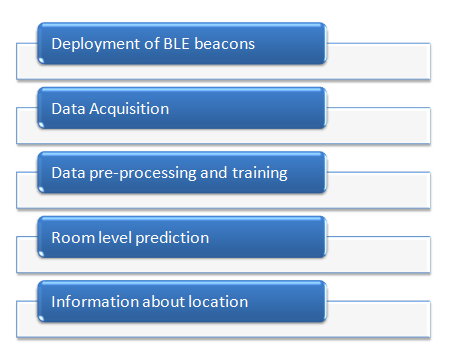 Deployment of BLE beacons
Data Acquisition
Data pre-processing and training
Room level prediction
Information about location